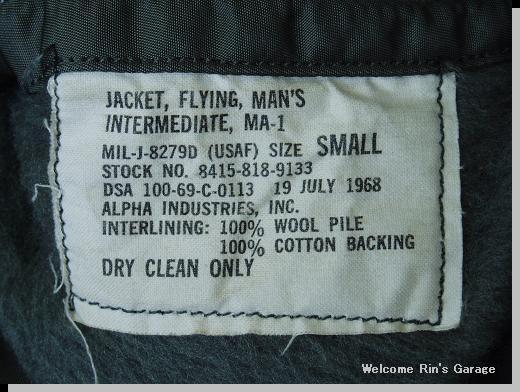 JACKET, FLYING, MAN'S
INTERMEDIATE, MA-1
MIL-J-8279D (USAF) SIZE SMALL
STOCK NO. 8415-818-9133
DSA 100-69-C-0113 19 JULY 1968
ALPHA INDUSTRIES, INC.
INTERLINING: 100% WOOL PILE
100% COTTON BACKING
DRY CLEAN ONLY
Welcome Rin's Garage